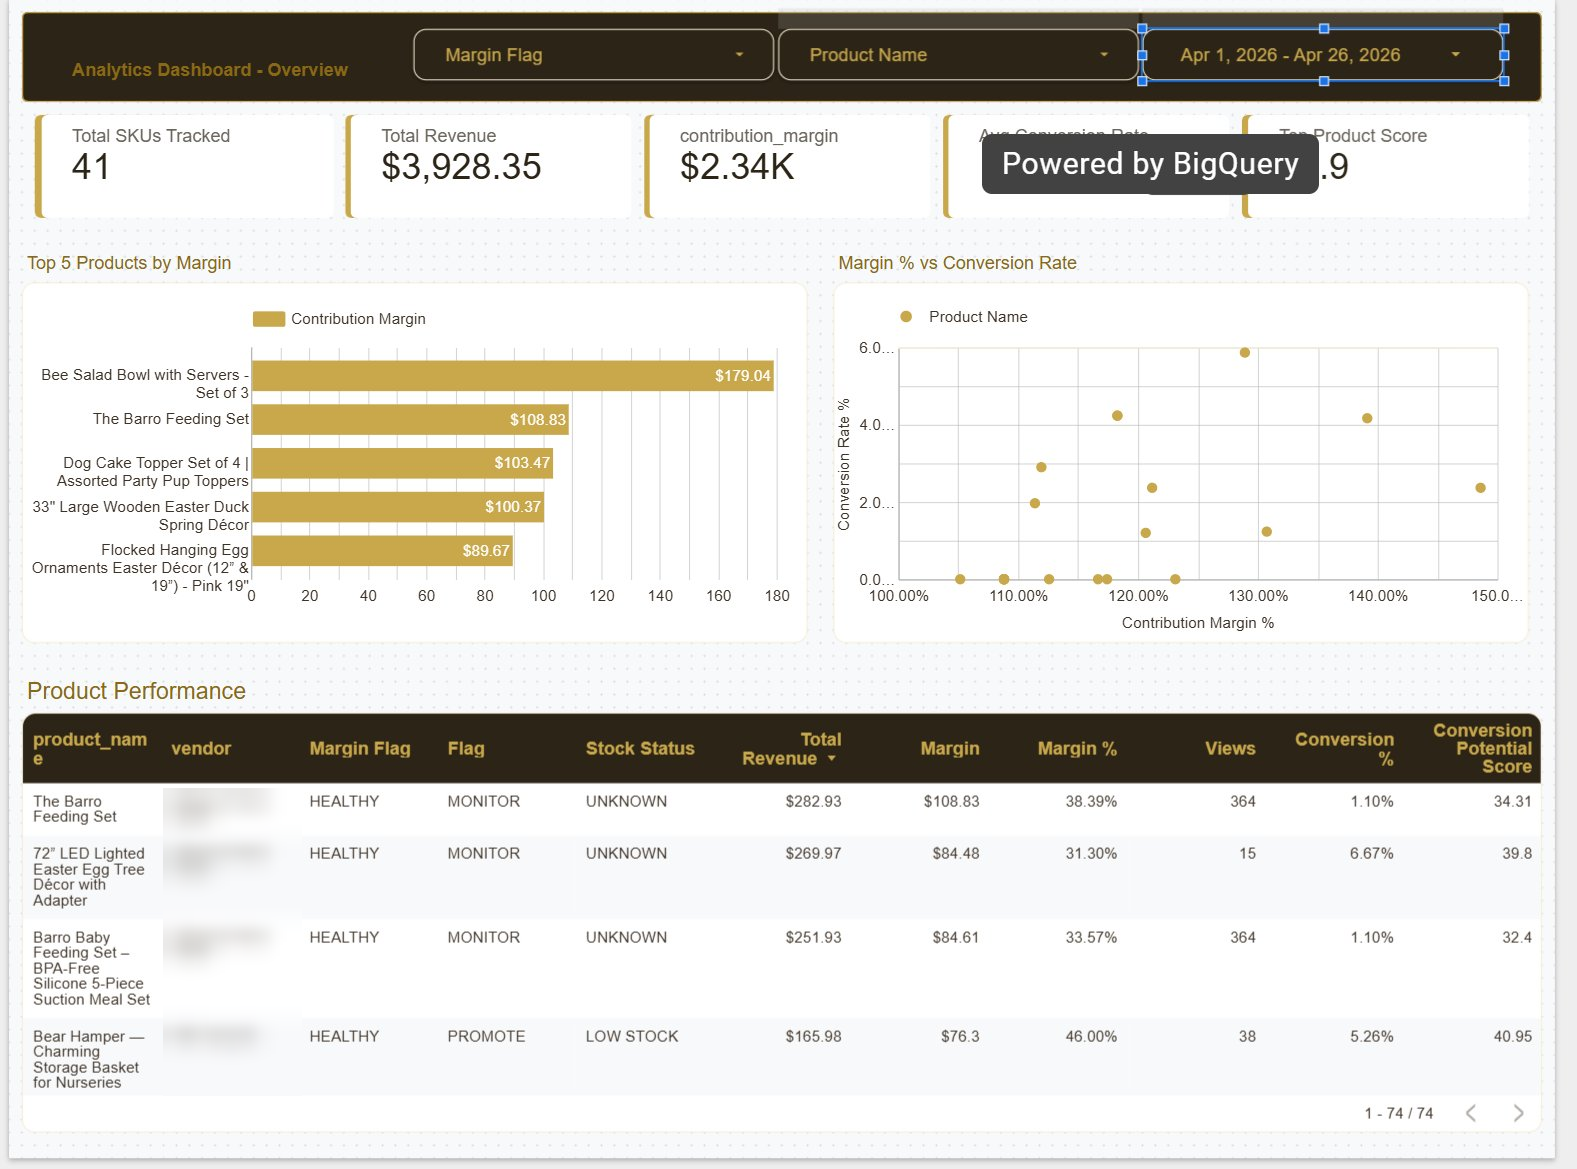 Analytics Dashboard - Overview
Margin Flag
Product Name
Apr 1, 2026 - Apr 26, 2026
Total SKUs Tracked
41
Total Revenue
$3,928.35
contribution_margin
$2.34K
Avg Conversion Rate
Powered by BigQuery
Product Score
.9
Top 5 Products by Margin
Contribution Margin
Bee Salad Bowl with Servers -
Set of 3
$179.04
The Barro Feeding Set
$108.83
Dog Cake Topper Set of 4 |
Assorted Party Pup Toppers
$103.47
33" Large Wooden Easter Duck
Spring Décor
$100.37
Flocked Hanging Egg
Ornaments Easter Décor (12” &
19”) - Pink 19"
$89.67
0 20 40 60 80 100 120 140 160 180
Margin % vs Conversion Rate
Product Name
Conversion Rate %
6.0...
4.0...
2.0...
0.0...
100.00% 110.00% 120.00% 130.00% 140.00% 150.0...
Contribution Margin %
Product Performance
product_nam
e
vendor
Margin Flag
Flag
Stock Status
Total
Revenue
Margin
Margin %
Views
Conversion
%
Conversion
Potential
Score
The Barro
Feeding Set
HEALTHY MONITOR UNKNOWN $282.93 $108.83 38.39% 364 1.10% 34.31
72” LED Lighted
Easter Egg Tree
Décor with
Adapter
HEALTHY MONITOR UNKNOWN $269.97 $84.48 31.30% 15 6.67% 39.8
Barro Baby
Feeding Set –
BPA-Free
Silicone 5-Piece
Suction Meal Set
HEALTHY MONITOR UNKNOWN $251.93 $84.61 33.57% 364 1.10% 32.4
Bear Hamper —
Charming
Storage Basket
for Nurseries
HEALTHY PROMOTE LOW STOCK $165.98 $76.3 46.00% 38 5.26% 40.95
1 - 74 / 74